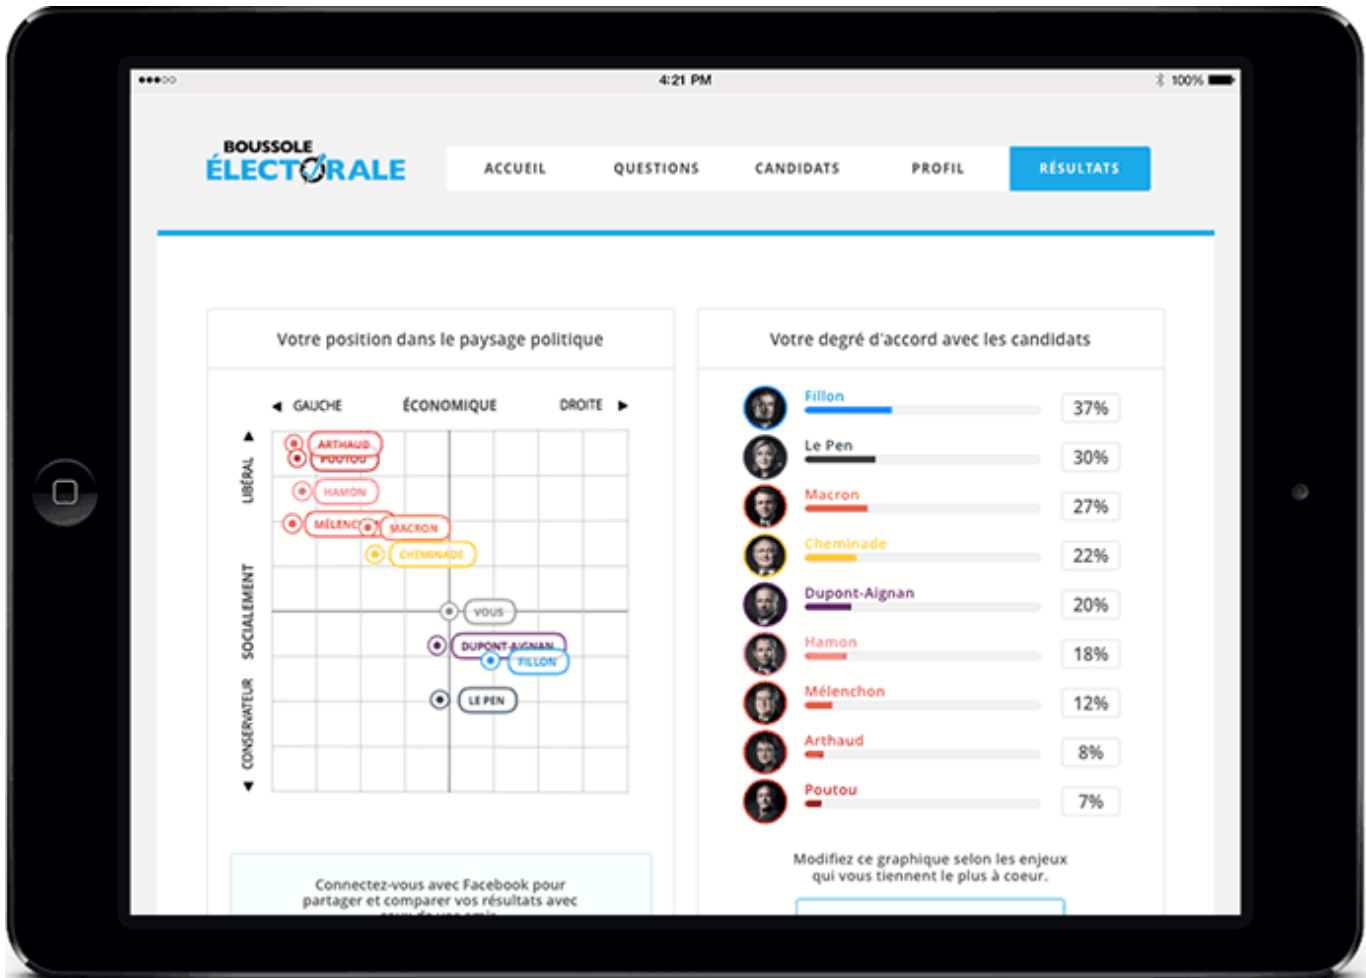 4:21 PM
100%
BOUSSOLE
ÉLECTORALE
ACCUEIL
QUESTIONS
CANDIDATS
PROFIL
RÉSULTATS
Votre position dans le paysage politique
GAUCHE
ÉCONOMIQUE
DROITE
LIBÉRAL
SOCIALEMENT
CONSERVATEUR
ARTHAUD
POUTOU
HAMON
MÉLENC
MACRON
CHEMINADE
VOUS
DUPONT-AIGNAN
FILLON
LE PEN
Connectez-vous avec Facebook pour
partager et comparer vos résultats avec
Votre degré d'accord avec les candidats
Fillon
37%
Le Pen
30%
Macron
27%
Cheminade
22%
Dupont-Aignan
20%
Hamon
18%
Mélenchon
12%
Arthaud
8%
Poutou
7%
Modifiez ce graphique selon les enjeux
qui vous tiennent le plus à coeur.